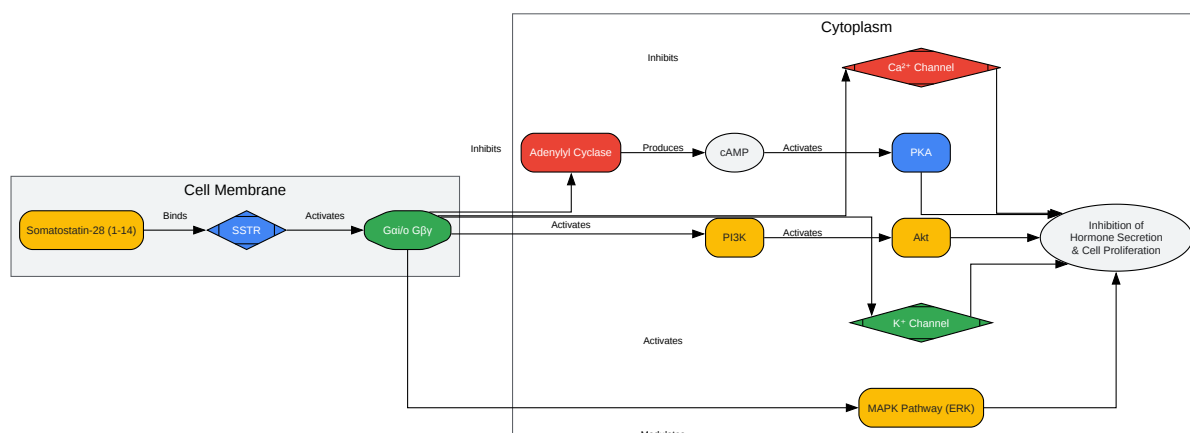 Cytoplasm
Inhibits
Ca²⁺ Channel
Inhibits
Adenylyl Cyclase
Produces
cAMP
Activates
PKA
Cell Membrane
Somatostatin-28 (1-14)
Binds
SSTR
Activates
Gαi/o Gβγ
Activates
PI3K
Activates
Akt
Inhibition of
Hormone Secretion
& Cell Proliferation
K⁺ Channel
Activates
MAPK Pathway (ERK)